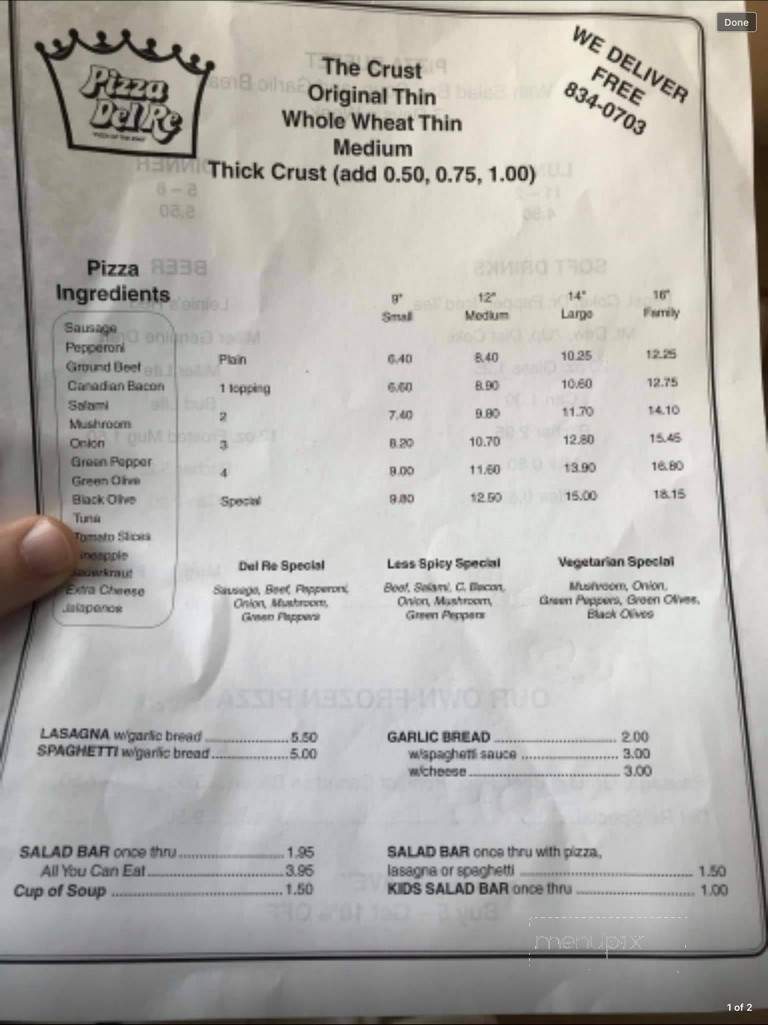 Done
Pizza
Del Re
WE DELIVER
FREE
834-0703
The Crust
Original Thin
Whole Wheat Thin
Medium
Thick Crust (add 0.50, 0.75, 1.00)
Pizza
Ingredients
Sausage
Pepperoni
Ground Beef
Canadian Bacon
Salami
Mushroom
Onion
Green Pepper
Green Olive
Black Olive
Tuna
Tomato Slices
ineapple
auerkraut
Extra Cheese
Jalapenos
9" 12" 14" 16"
Small Medium Large Family
Plain 6.40 8.40 10.25 12.25
1 topping 6.60 8.90 10.60 12.75
2 7.40 9.80 11.70 14.10
3 8.20 10.70 12.80 15.45
4 9.00 11.60 13.90 16.80
Special 9.80 12.50 15.00 18.15
Del Re Special
Sausage, Beef, Pepperoni,
Onion, Mushroom,
Green Peppers
Less Spicy Special
Beef, Salami, C. Bacon,
Onion, Mushroom,
Green Peppers
Vegetarian Special
Mushroom, Onion,
Green Peppers, Green Olives,
Black Olives
LASAGNA w/garlic bread 5.50
SPAGHETTI w/garlic bread 5.00
GARLIC BREAD 2.00
w/spaghetti sauce 3.00
w/cheese 3.00
SALAD BAR once thru 1.95
All You Can Eat 3.95
Cup of Soup 1.50
SALAD BAR once thru with pizza,
lasagna or spaghetti 1.50
KIDS SALAD BAR once thru 1.00
menupix
1 of 2